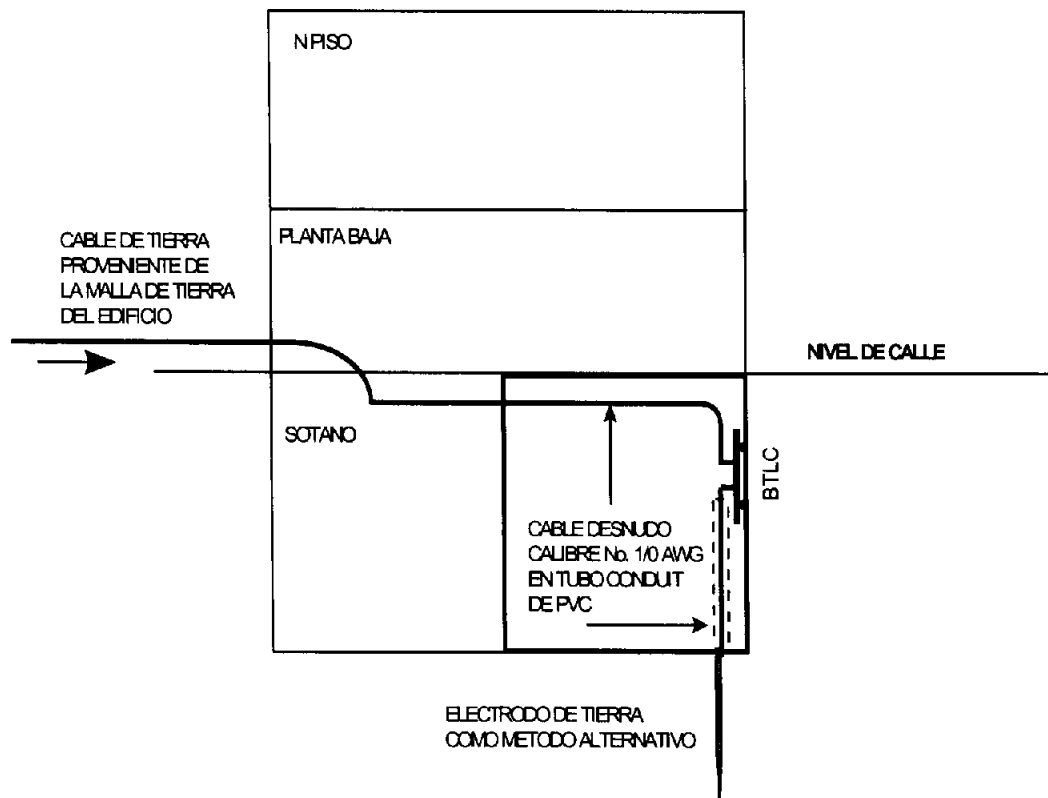 N PISO
PLANTA BAJA
CABLE DE TIERRA
PROVENIENTE DE
LA MALLA DE TIERRA
DEL EDIFICIO
NIVEL DE CALLE
SOTANO
BTLC
CABLE DESNUDO
CALIBRE No. 1/0 AWG
EN TUBO CONDUIT
DE PVC
ELECTRODO DE TIERRA
COMO METODO ALTERNATIVO